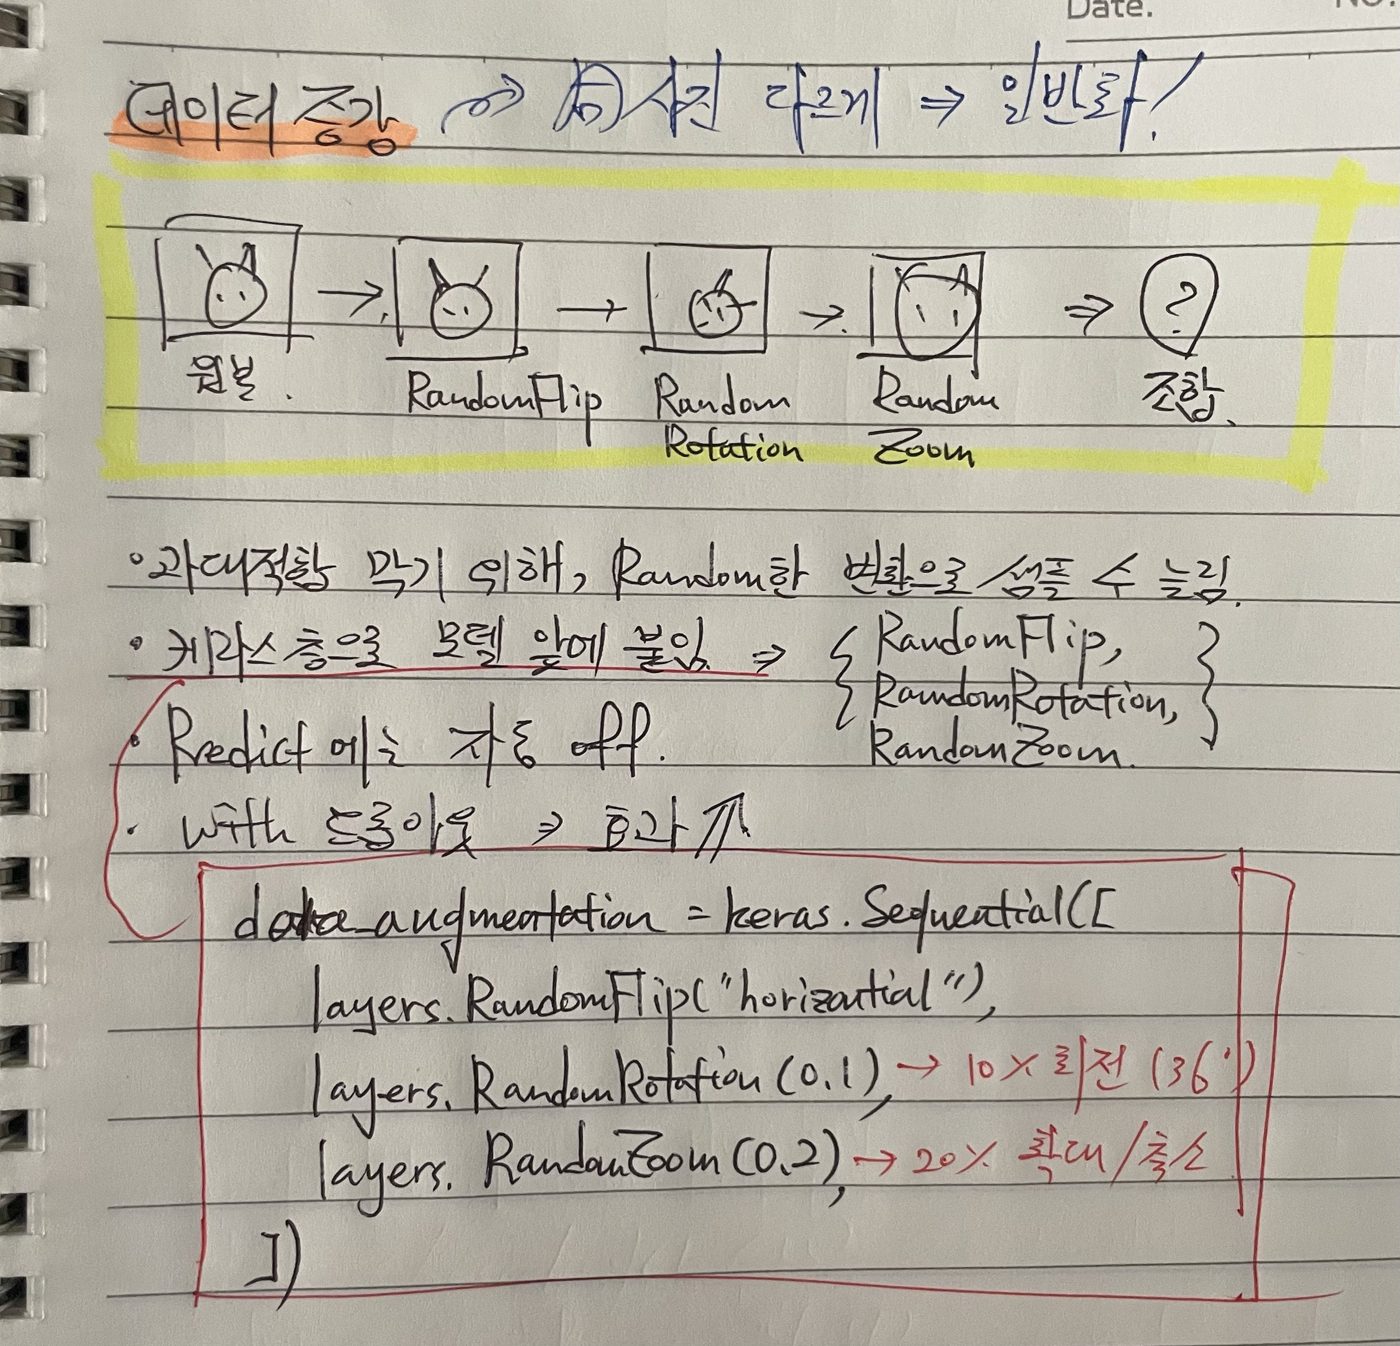 Date. No.
데이터 증강 ~> 同 사진 다르게 ⇒ 일반화!
→ → → ⇒ ?
원본. RandomFlip Random Rotation Random Zoom 조합.
· 과대적합 막기 위해, Random한 변환으로 샘플 수 늘림.
· 케라스 층으로 모델 앞에 붙임 ⇒ { RandomFlip,
RandomRotation,
RandomZoom. }
· Predict에는 자동 off.
· with 드롭아웃 ⇒ 효과 ⇑
data_augmentation = keras.Sequential([
layers.RandomFlip("horizontial"),
layers.RandomRotation(0.1), → 10% 회전 (36°)
layers.RandomZoom(0.2), → 20% 확대/축소
])